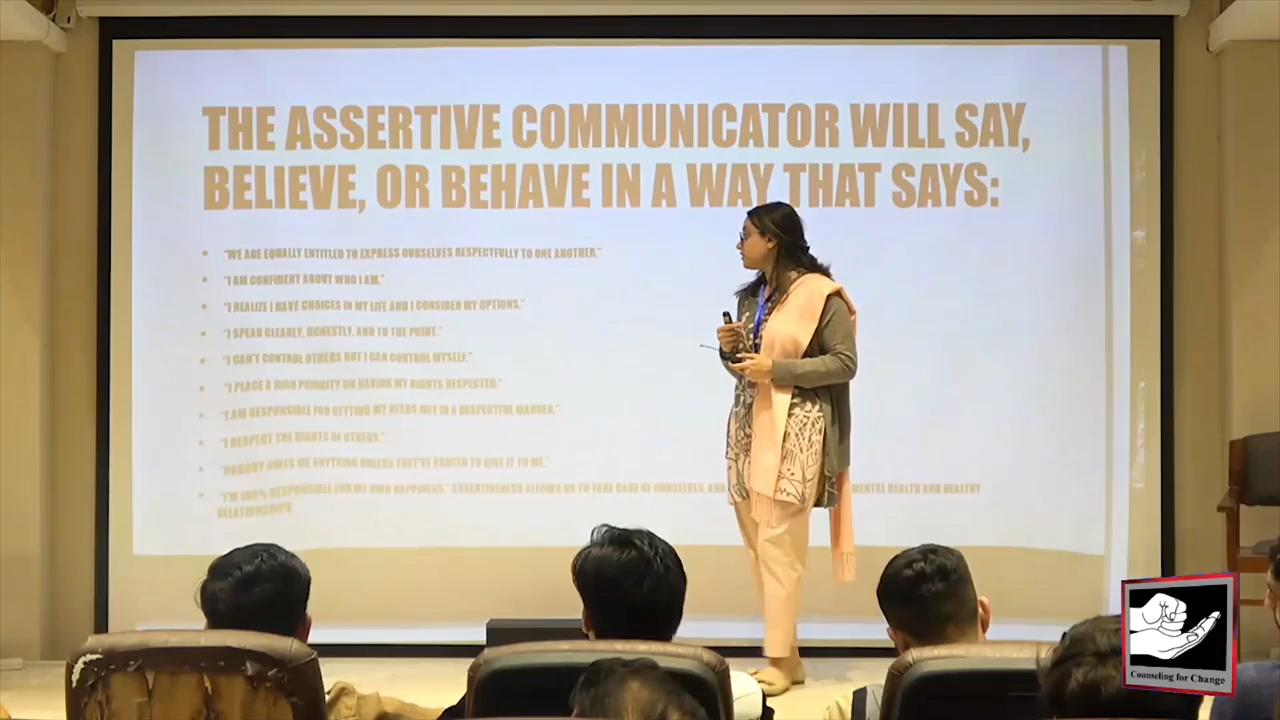 THE ASSERTIVE COMMUNICATOR WILL SAY,
BELIEVE, OR BEHAVE IN A WAY THAT SAYS:
• "WE ARE EQUALLY ENTITLED TO EXPRESS OURSELVES RESPECTFULLY TO ONE ANOTHER."
• "I AM CONFIDENT ABOUT WHO I AM."
• "I REALIZE I HAVE CHOICES IN MY LIFE AND I CONSIDER MY OPTIONS."
• "I SPEAK CLEARLY, HONESTLY, AND TO THE POINT."
• "I CAN'T CONTROL OTHERS BUT I CAN CONTROL MYSELF."
• "I PLACE A HIGH PRIORITY ON HAVING MY RIGHTS RESPECTED."
• "I AM RESPONSIBLE FOR GETTING MY NEEDS MET IN A RESPECTFUL MANNER."
• "I RESPECT THE RIGHTS OF OTHERS."
• "NOBODY OWES ME ANYTHING UNLESS THEY'VE AGREED TO GIVE IT TO ME."
• "I'M 100% RESPONSIBLE FOR MY OWN HAPPINESS." ASSERTIVENESS ALLOWS US TO TAKE CARE OF OURSELVES, AND MENTAL HEALTH AND HEALTHY
RELATIONSHIPS
Counseling for Change